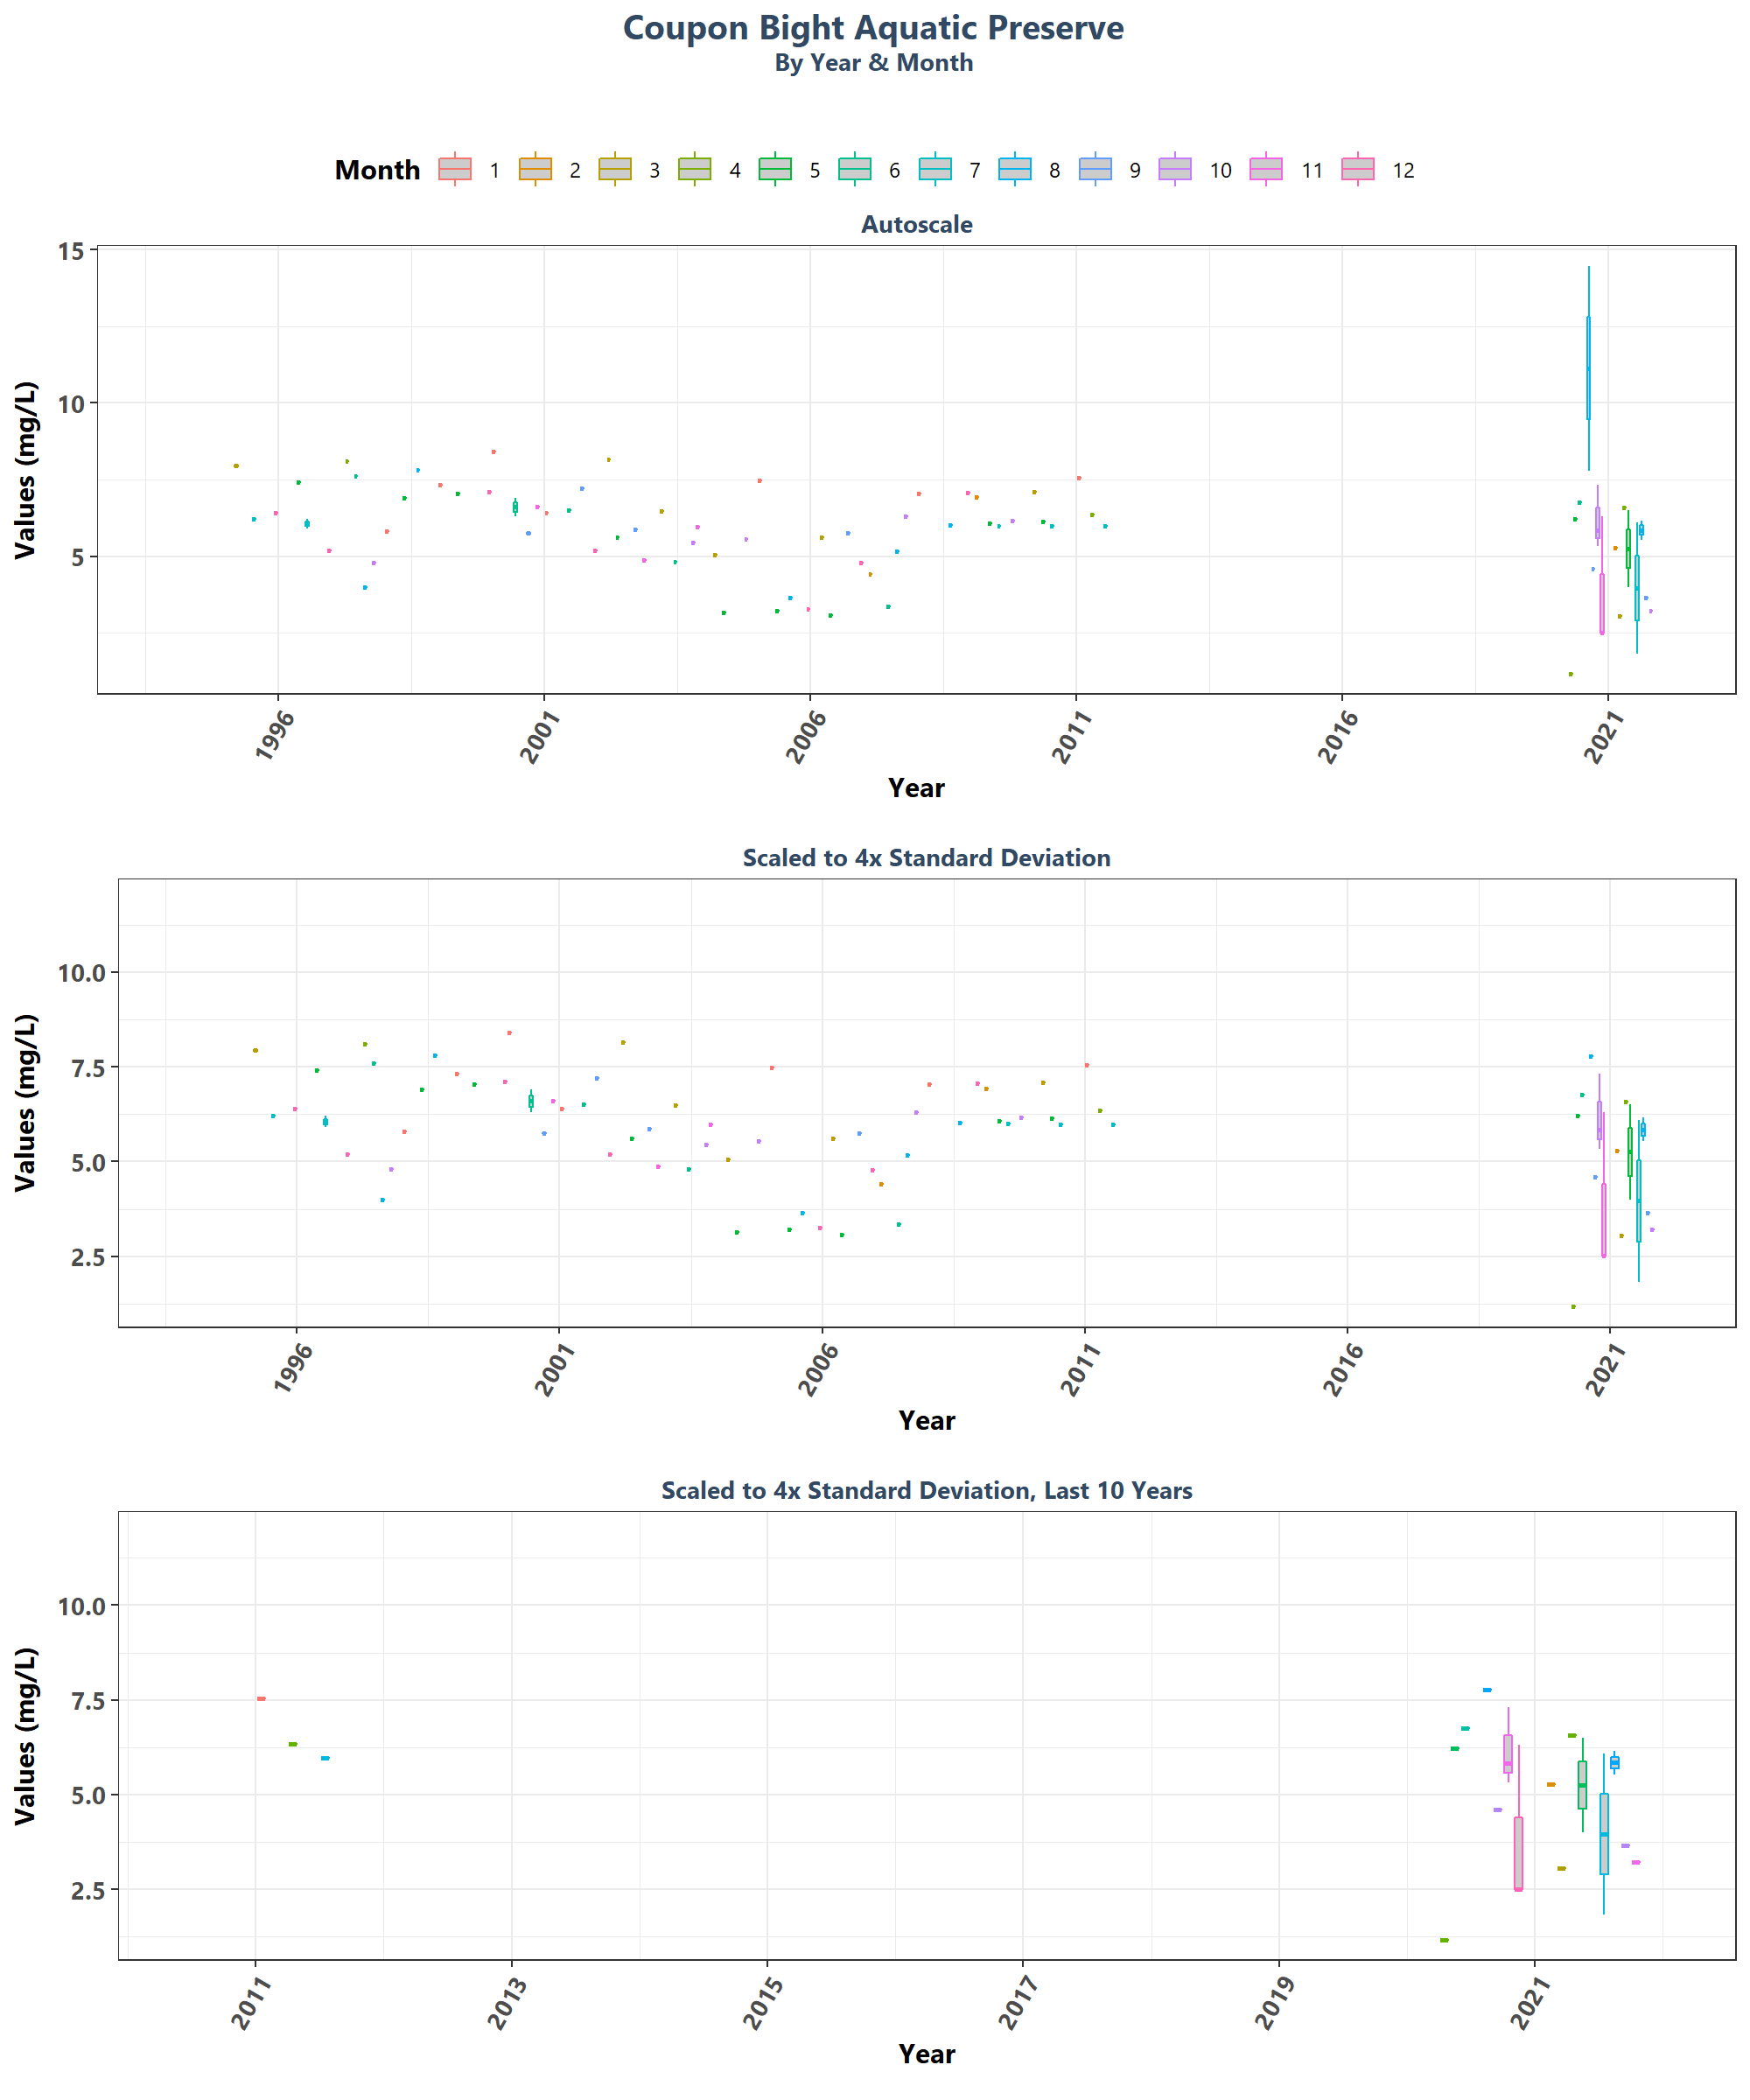 Coupon Bight Aquatic Preserve
By Year & Month
Month 1 2 3 4 5 6 7 8 9 10 11 12
Autoscale
Values (mg/L)
15
10
5
1996 2001 2006 2011 2016 2021
Year
Scaled to 4x Standard Deviation
Values (mg/L)
10.0
7.5
5.0
2.5
1996 2001 2006 2011 2016 2021
Year
Scaled to 4x Standard Deviation, Last 10 Years
Values (mg/L)
10.0
7.5
5.0
2.5
2011 2013 2015 2017 2019 2021
Year